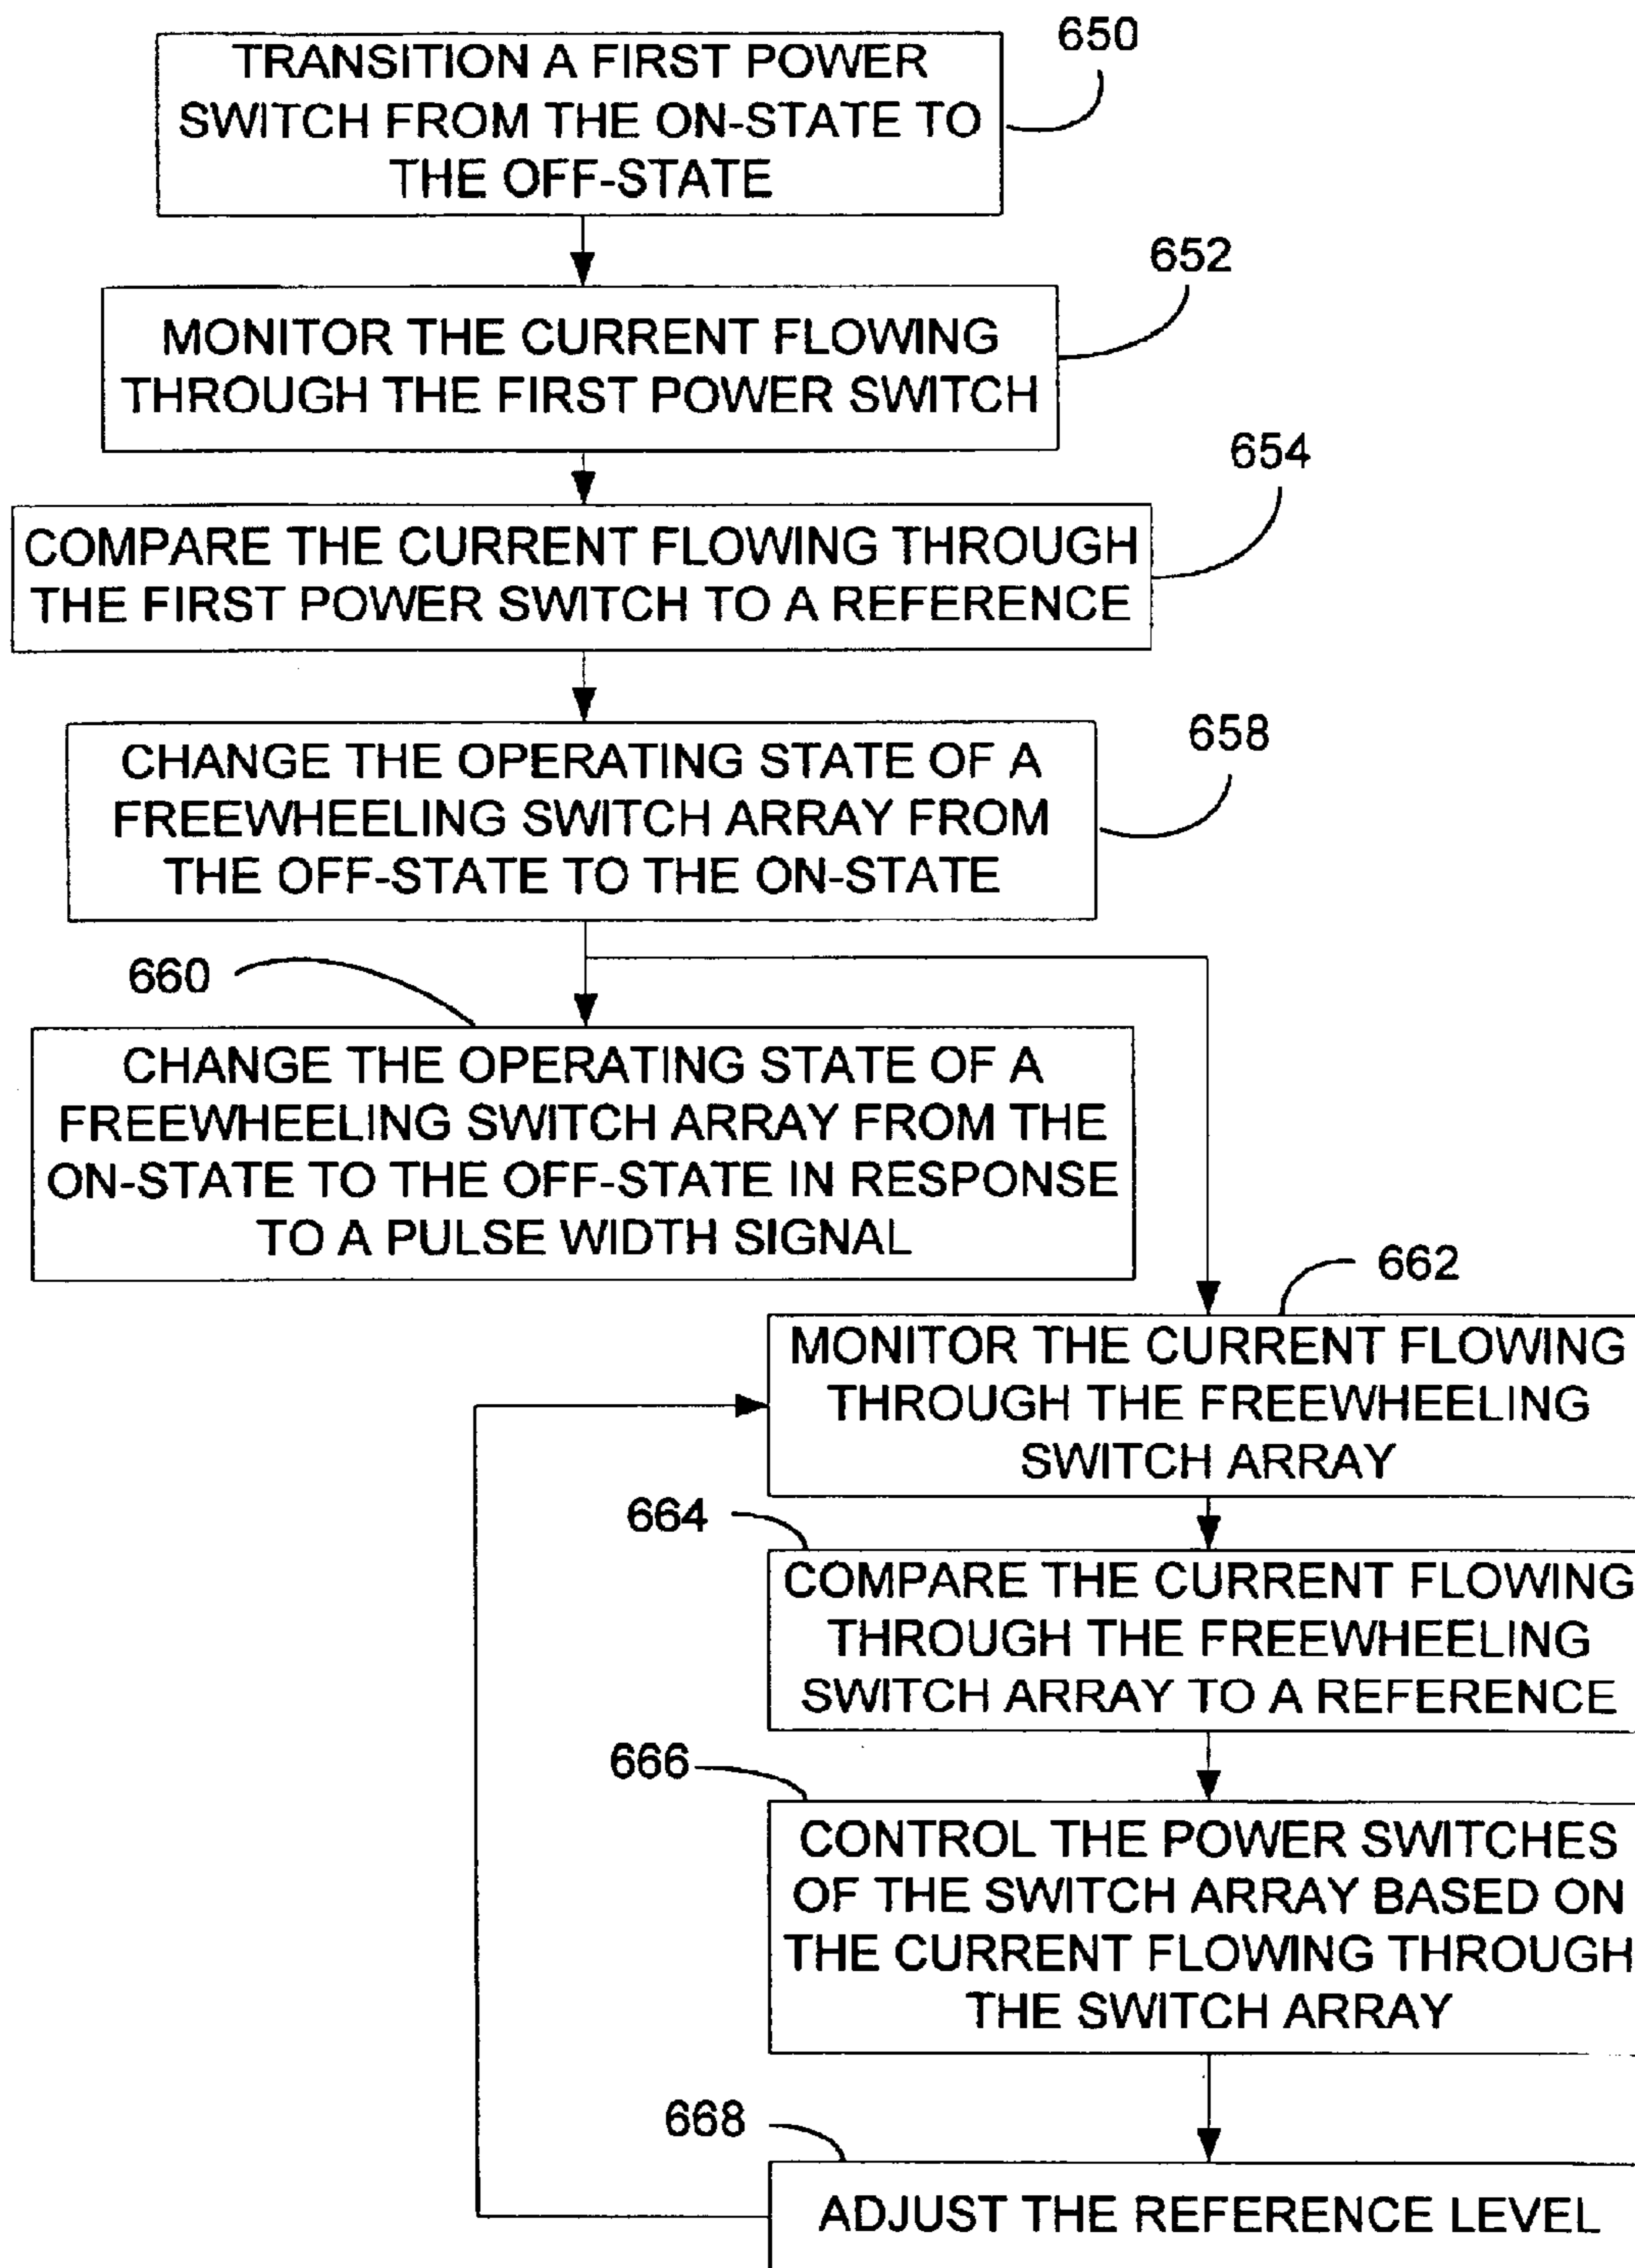 650
TRANSITION A FIRST POWER
SWITCH FROM THE ON-STATE TO
THE OFF-STATE
652
MONITOR THE CURRENT FLOWING
THROUGH THE FIRST POWER SWITCH
654
COMPARE THE CURRENT FLOWING THROUGH
THE FIRST POWER SWITCH TO A REFERENCE
658
CHANGE THE OPERATING STATE OF A
FREEWHEELING SWITCH ARRAY FROM
THE OFF-STATE TO THE ON-STATE
660
CHANGE THE OPERATING STATE OF A
FREEWHEELING SWITCH ARRAY FROM THE
ON-STATE TO THE OFF-STATE IN RESPONSE
TO A PULSE WIDTH SIGNAL
662
MONITOR THE CURRENT FLOWING
THROUGH THE FREEWHEELING
SWITCH ARRAY
664
COMPARE THE CURRENT FLOWING
THROUGH THE FREEWHEELING
SWITCH ARRAY TO A REFERENCE
666
CONTROL THE POWER SWITCHES
OF THE SWITCH ARRAY BASED ON
THE CURRENT FLOWING THROUGH
THE SWITCH ARRAY
668
ADJUST THE REFERENCE LEVEL